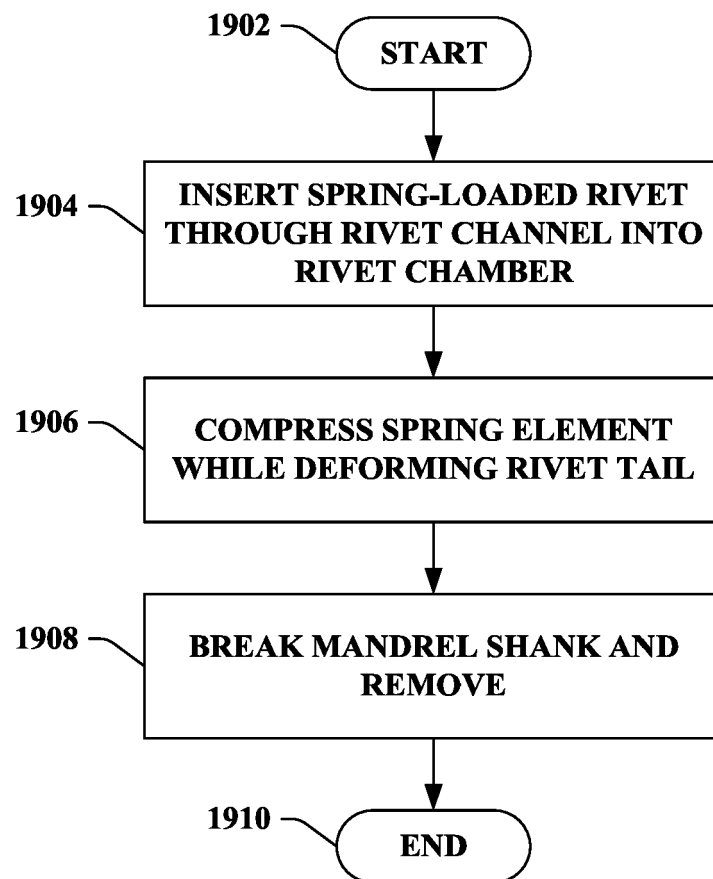 1902
START
1904
INSERT SPRING-LOADED RIVET
THROUGH RIVET CHANNEL INTO
RIVET CHAMBER
1906
COMPRESS SPRING ELEMENT
WHILE DEFORMING RIVET TAIL
1908
BREAK MANDREL SHANK AND
REMOVE
1910
END